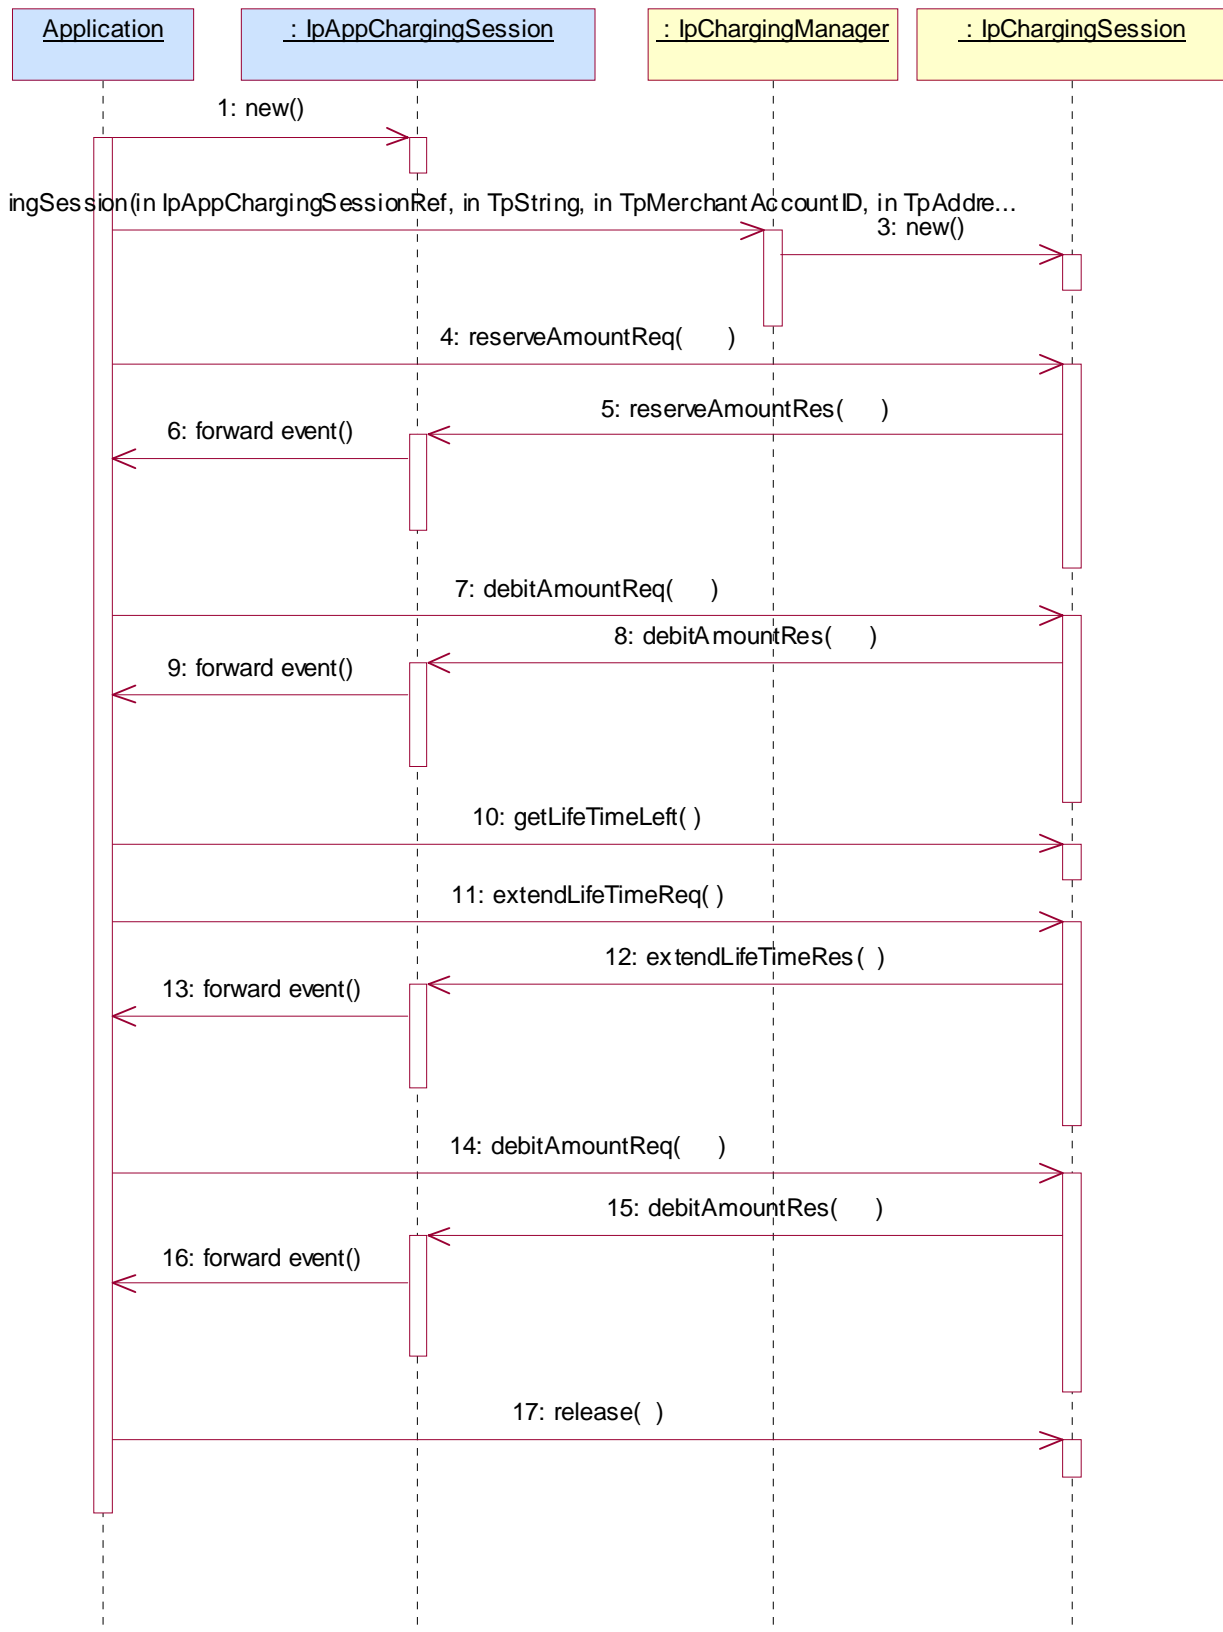 Application
: IpAppChargingSession
: IpChargingManager
: IpChargingSession
1: new()
ingSession(in IpAppChargingSessionRef, in TpString, in TpMerchantAccountID, in TpAddre...
3: new()
4: reserveAmountReq( )
5: reserveAmountRes( )
6: forward event()
7: debitAmountReq( )
8: debitAmountRes( )
9: forward event()
10: getLifeTimeLeft( )
11: extendLifeTimeReq( )
12: extendLifeTimeRes( )
13: forward event()
14: debitAmountReq( )
15: debitAmountRes( )
16: forward event()
17: release( )